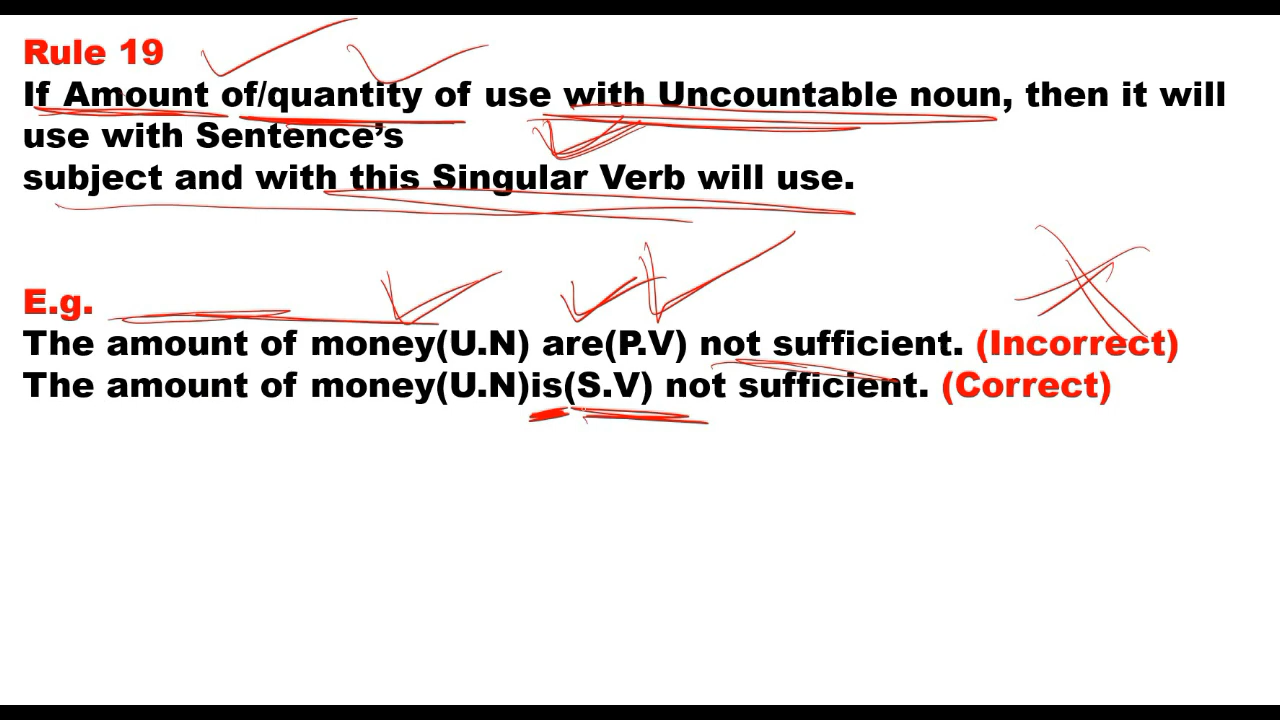 Rule 19
If Amount of/quantity of use with Uncountable noun, then it will
use with Sentence’s
subject and with this Singular Verb will use.
E.g.
The amount of money(U.N) are(P.V) not sufficient. (Incorrect)
The amount of money(U.N)is(S.V) not sufficient. (Correct)